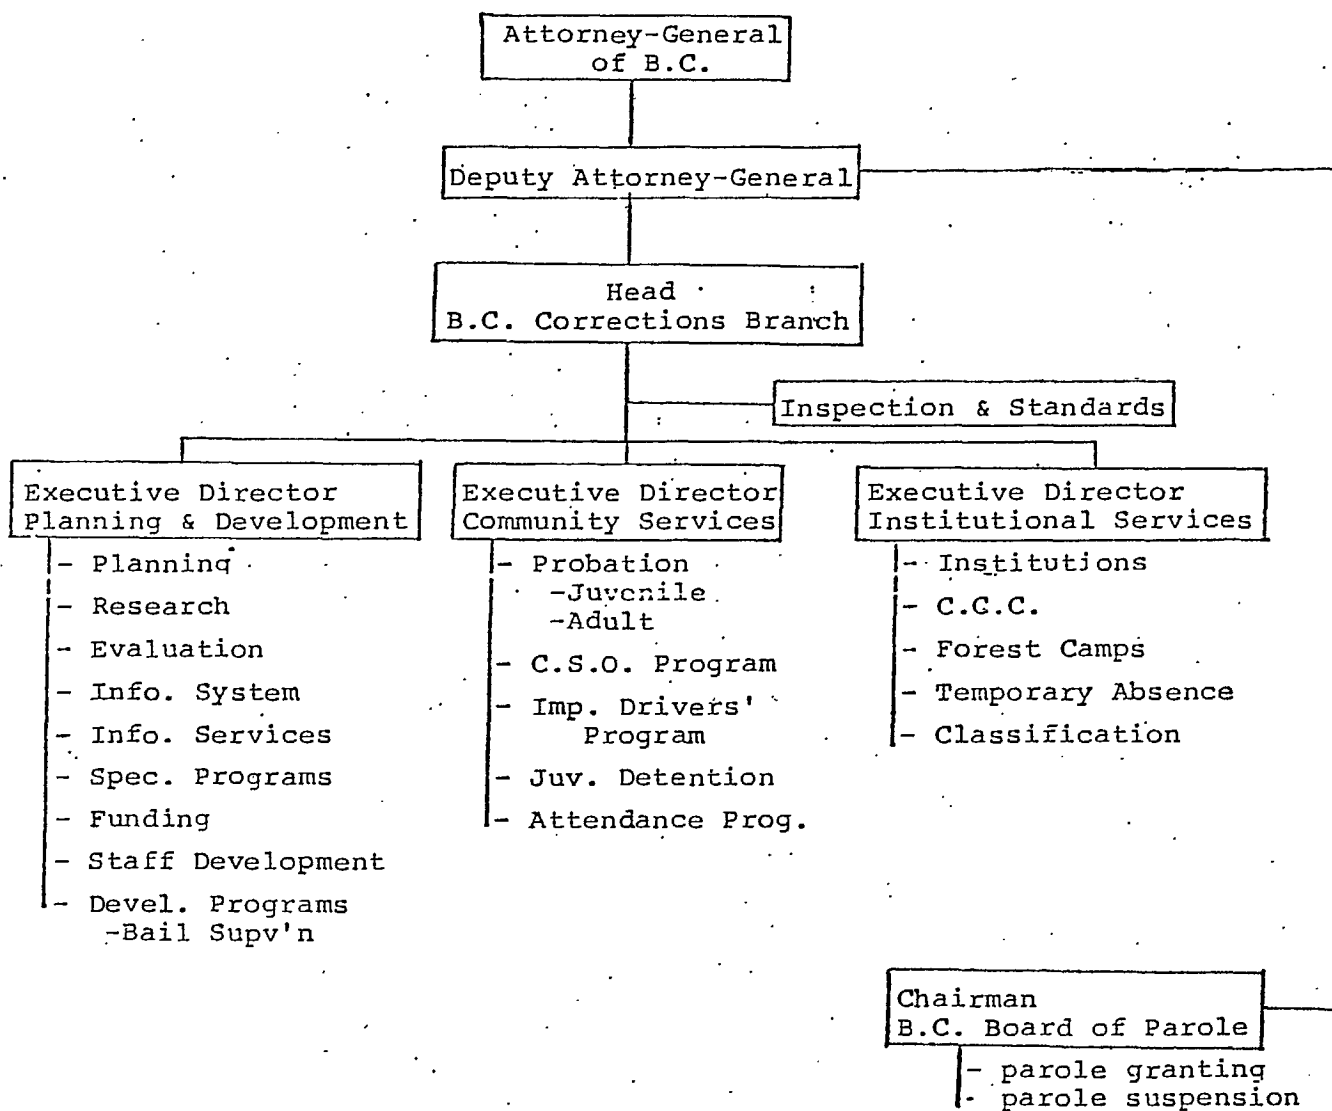 Attorney-General
of B.C.
Deputy Attorney-General
Head
B.C. Corrections Branch
Inspection & Standards
Executive Director
Planning & Development
- Planning
- Research
- Evaluation
- Info. System
- Info. Services
- Spec. Programs
- Funding
- Staff Development
- Devel. Programs
-Bail Supv'n
Executive Director
Community Services
- Probation
-Juvenile
-Adult
- C.S.O. Program
- Imp. Drivers'
Program
- Juv. Detention
- Attendance Prog.
Executive Director
Institutional Services
- Institutions
- C.C.C.
- Forest Camps
- Temporary Absence
- Classification
Chairman
B.C. Board of Parole
- parole granting
- parole suspension